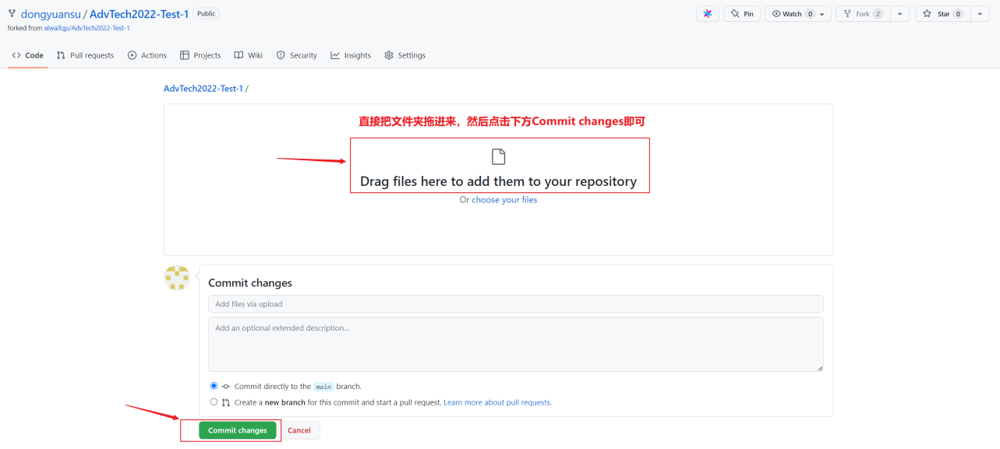 dongyuansu / AdvTech2022-Test-1 Public
Pin Watch 0 Fork 2 Star 0
forked from alwaifqp/AdvTech2022-Test-1
Code Pull requests Actions Projects Wiki Security Insights Settings
AdvTech2022-Test-1 /
直接把文件夹拖进来，然后点击下方Commit changes即可
Drag files here to add them to your repository
Or choose your files
Commit changes
Add files via upload
Add an optional extended description...
Commit directly to the main branch.
Create a new branch for this commit and start a pull request. Learn more about pull requests.
Commit changes Cancel